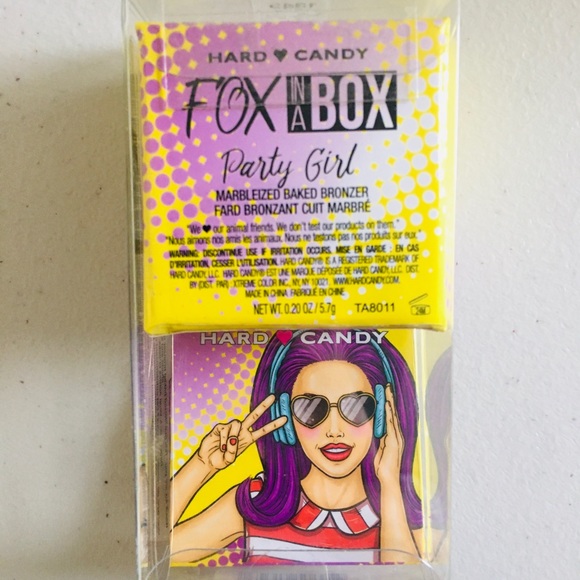 HARD ♥ CANDY
FOX IN A BOX
Party Girl
MARBLEIZED BAKED BRONZER
FARD BRONZANT CUIT MARBRÉ
"We ♥ our animal friends. We don't test our products on them."
"Nous aimons nos amis les animaux. Nous ne testons pas nos produits sur eux."
WARNING: DISCONTINUE USE IF IRRITATION OCCURS. MISE EN GARDE : EN CAS
D'IRRITATION, CESSER L'UTILISATION. HARD CANDY® IS A REGISTERED TRADEMARK OF
HARD CANDY, LLC. HARD CANDY® EST UNE MARQUE DÉPOSÉE DE HARD CANDY, LLC. DIST.
BY (DIST. PAR): XTREME COLOR INC., NY, NY 10021. WWW.HARDCANDY.COM.
MADE IN CHINA. FABRIQUÉ EN CHINE.
NET WT. 0.20 OZ / 5.7g TA8011 24M
HARD ♥ CANDY